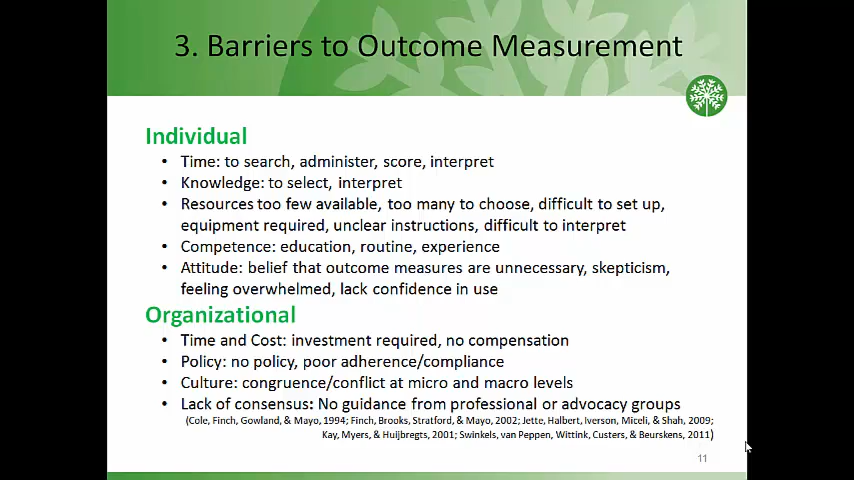 3. Barriers to Outcome Measurement
Individual
• Time: to search, administer, score, interpret
• Knowledge: to select, interpret
• Resources too few available, too many to choose, difficult to set up,
equipment required, unclear instructions, difficult to interpret
• Competence: education, routine, experience
• Attitude: belief that outcome measures are unnecessary, skepticism,
feeling overwhelmed, lack confidence in use
Organizational
• Time and Cost: investment required, no compensation
• Policy: no policy, poor adherence/compliance
• Culture: congruence/conflict at micro and macro levels
• Lack of consensus: No guidance from professional or advocacy groups
(Cole, Finch, Gowland, & Mayo, 1994; Finch, Brooks, Stratford, & Mayo, 2002; Jette, Halbert, Iverson, Miceli, & Shah, 2009;
Kay, Myers, & Huijbregts, 2001; Swinkels, van Peppen, Wittink, Custers, & Beurskens, 2011)
11